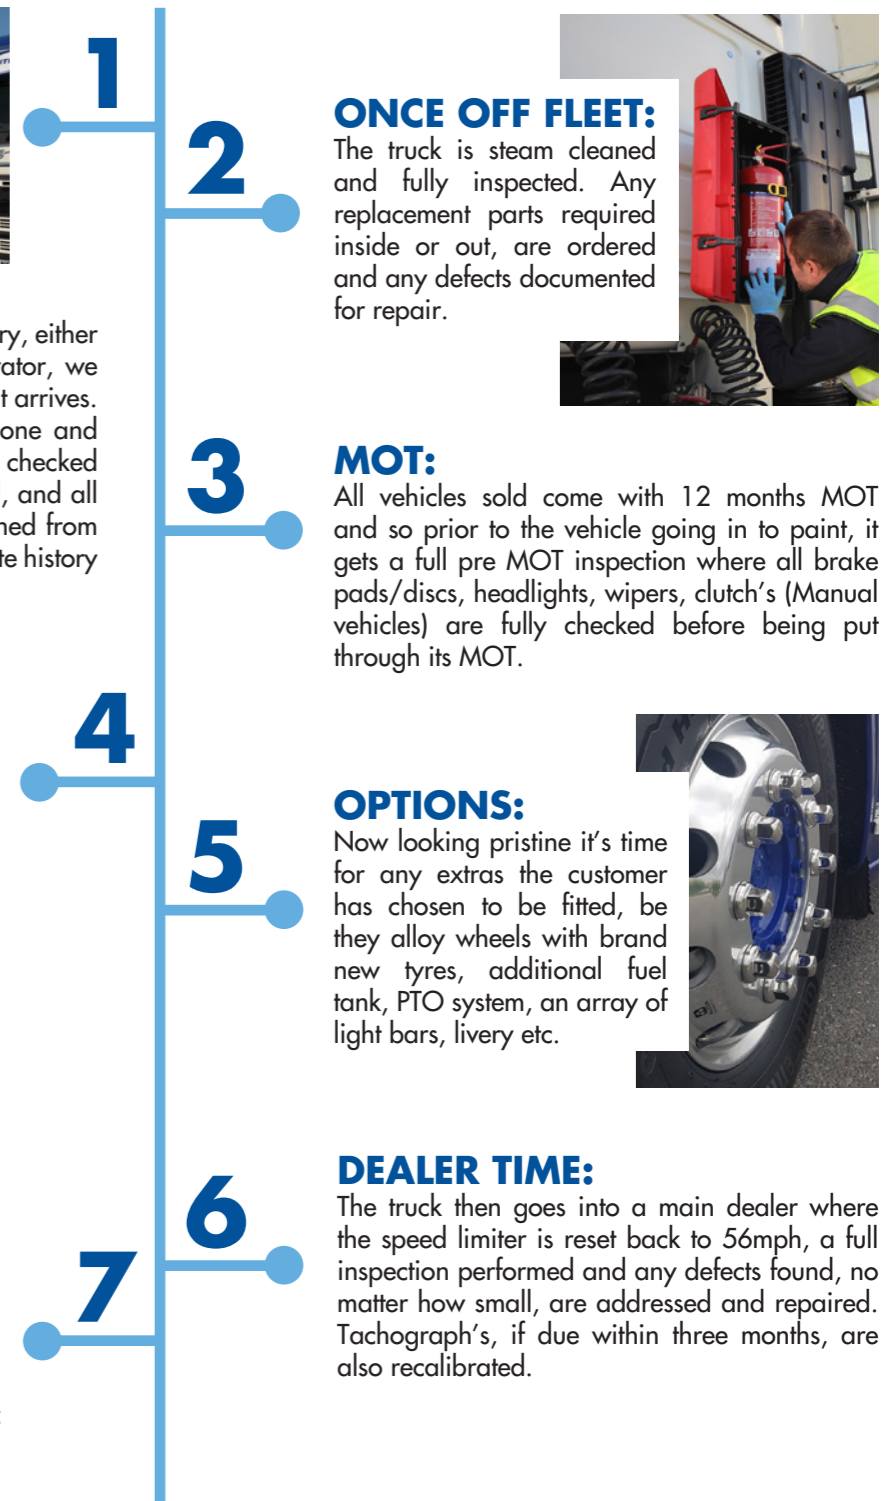 1
2
ONCE OFF FLEET:
The truck is steam cleaned
and fully inspected. Any
replacement parts required
inside or out, are ordered
and any defects documented
for repair.
, either
we
arrives.
one and
checked
, and all
from
history
3
MOT:
All vehicles sold come with 12 months MOT
and so prior to the vehicle going in to paint, it
gets a full pre MOT inspection where all brake
pads/discs, headlights, wipers, clutch's (Manual
vehicles) are fully checked before being put
through its MOT.
4
5
OPTIONS:
Now looking pristine it's time
for any extras the customer
has chosen to be fitted, be
they alloy wheels with brand
new tyres, additional fuel
tank, PTO system, an array of
light bars, livery etc.
6
DEALER TIME:
The truck then goes into a main dealer where
the speed limiter is reset back to 56mph, a full
inspection performed and any defects found, no
matter how small, are addressed and repaired.
Tachograph's, if due within three months, are
also recalibrated.
7